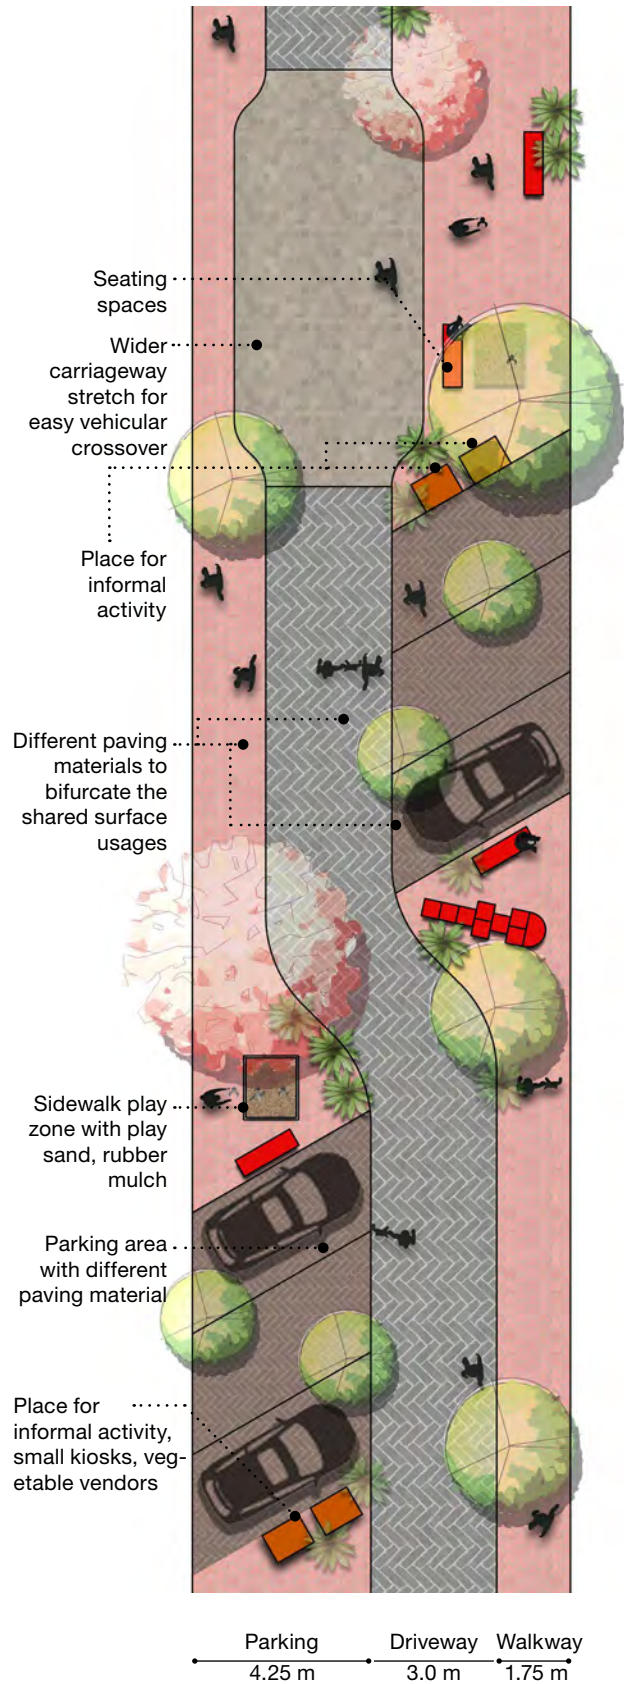 Seating
spaces
Wider
carriageway
stretch for
easy vehicular
crossover
Place for
informal
activity
Different paving
materials to
bifurcate the
shared surface
usages
Sidewalk play
zone with play
sand, rubber
mulch
Parking area
with different
paving material
Place for
informal activity,
small kiosks, veg-
etable vendors
Parking Driveway Walkway
4.25 m 3.0 m 1.75 m